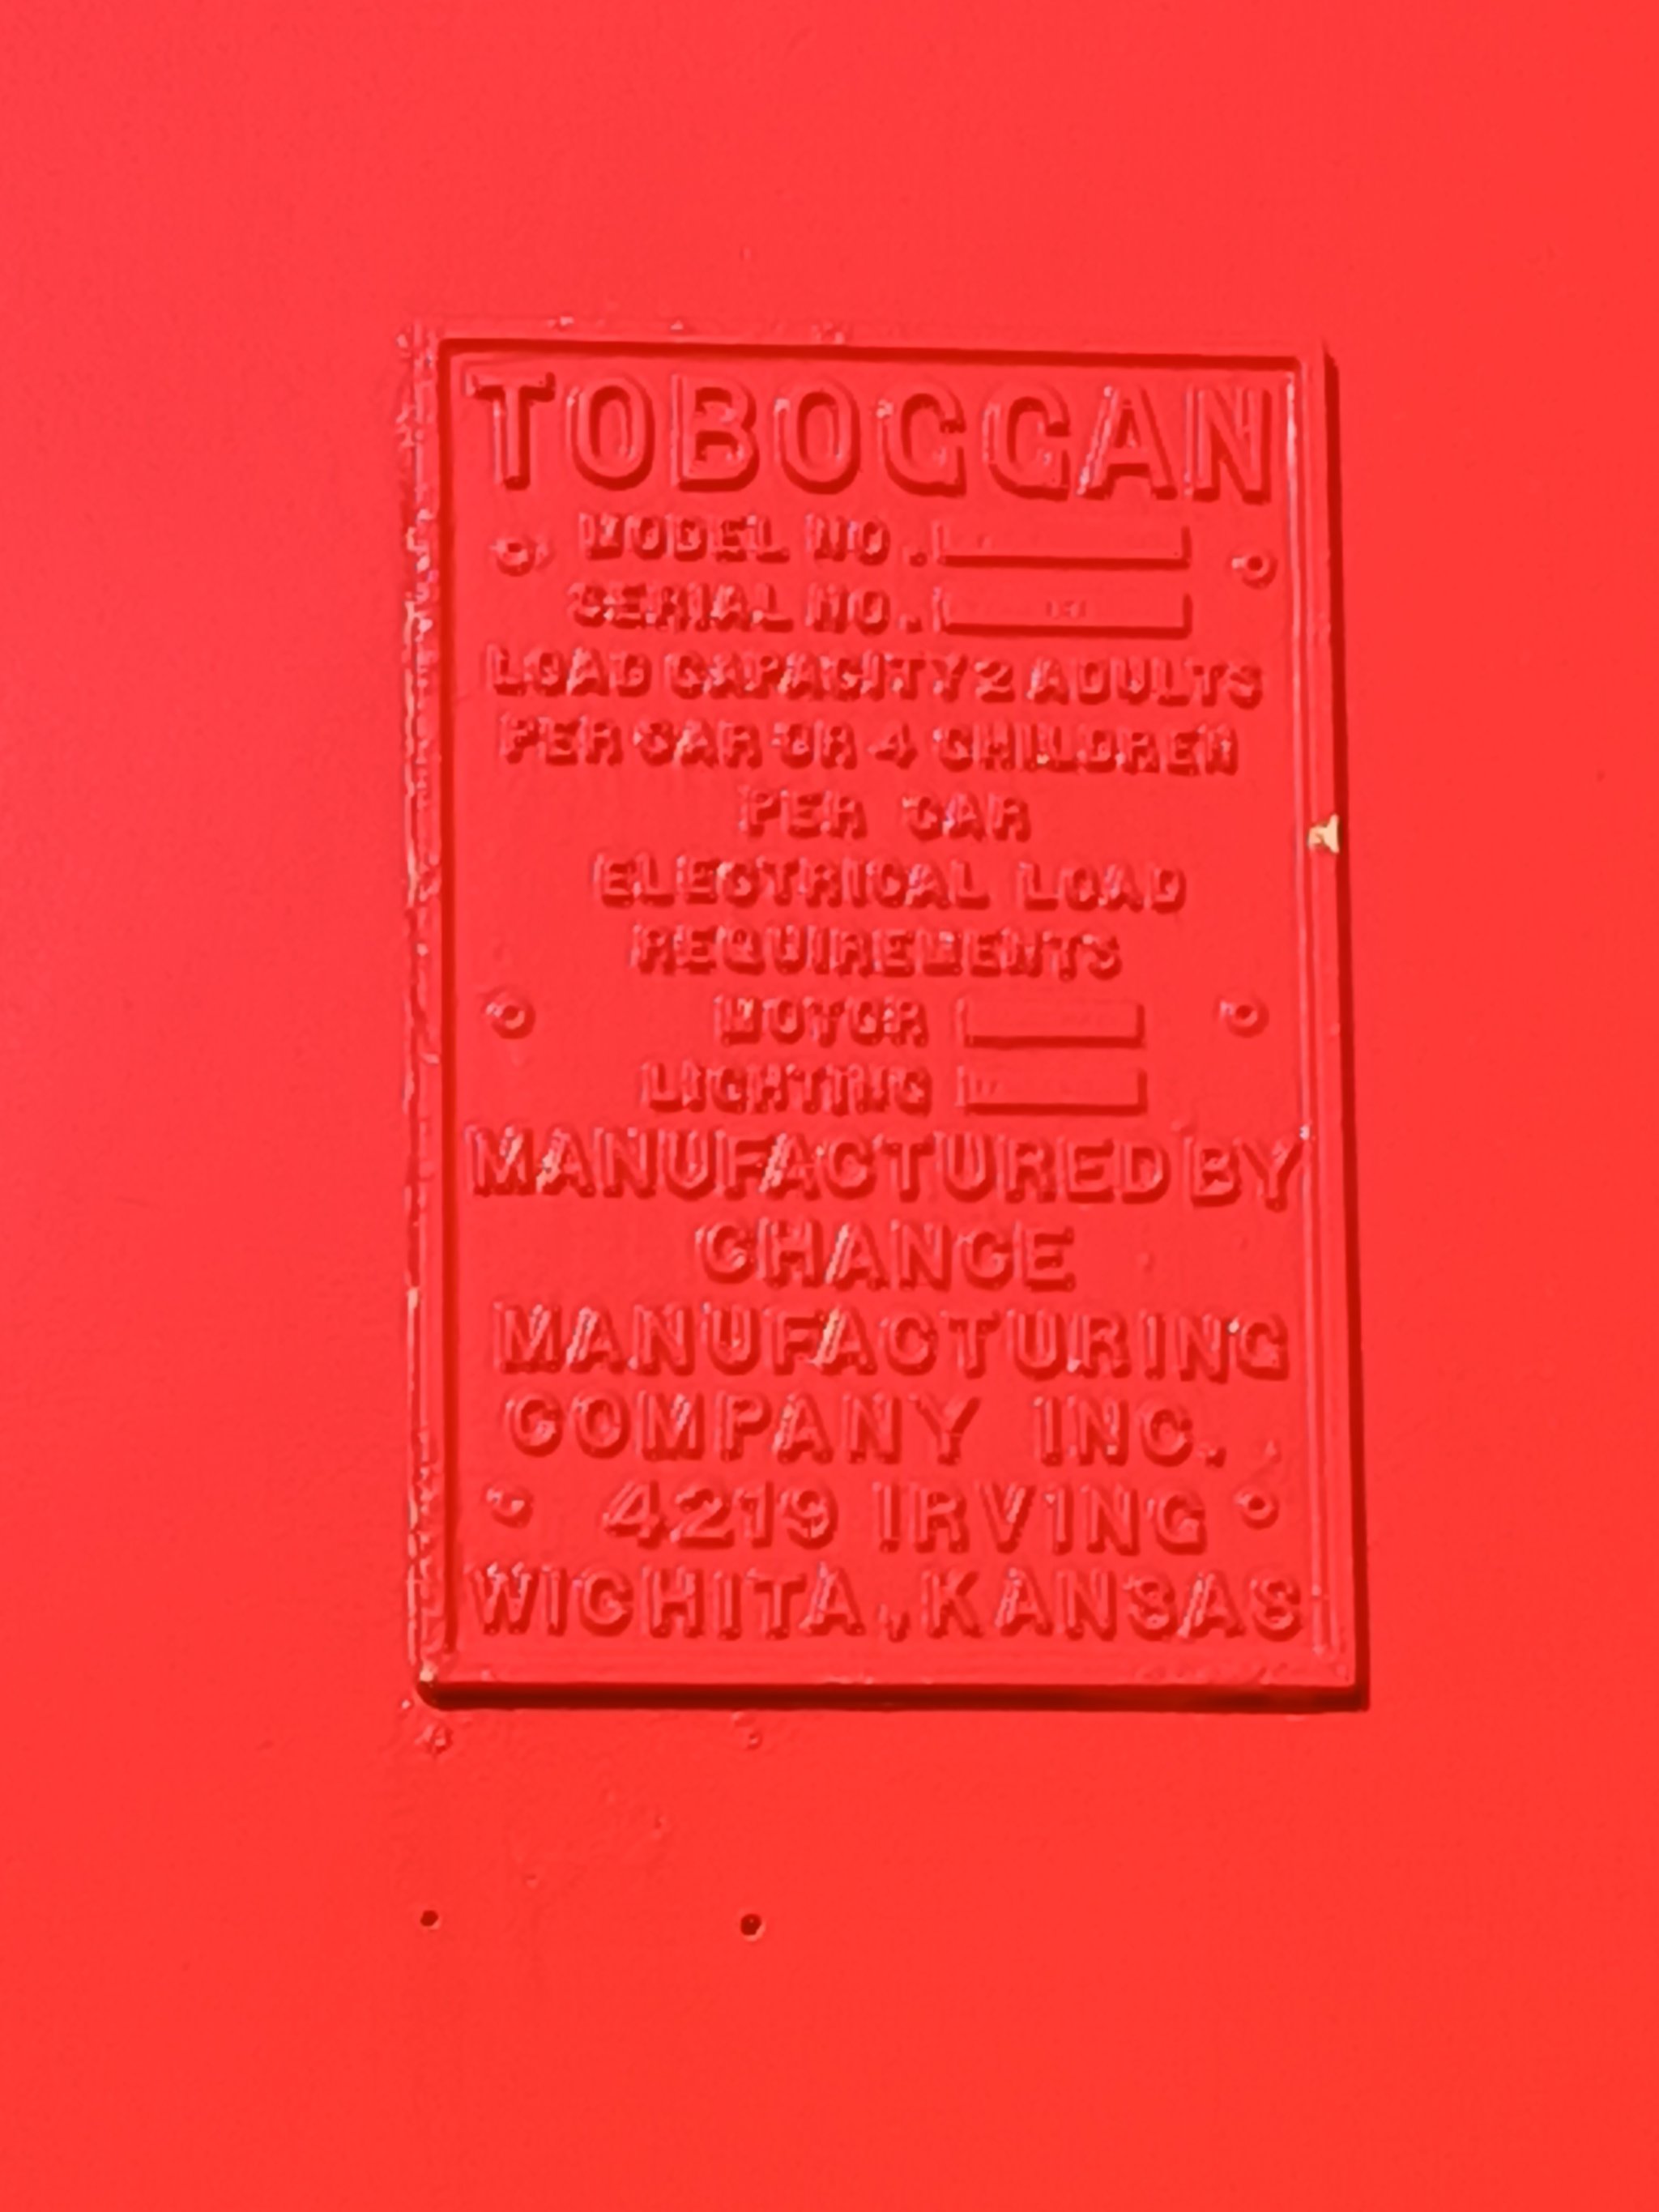 TOBOGGAN
MODEL NO.
SERIAL NO.
LOAD CAPACITY 2 ADULTS
PER CAR OR 4 CHILDREN
PER CAR
ELECTRICAL LOAD
REQUIREMENTS
MOTOR
LIGHTING
MANUFACTURED BY
CHANCE
MANUFACTURING
COMPANY INC.
4219 IRVING
WICHITA, KANSAS